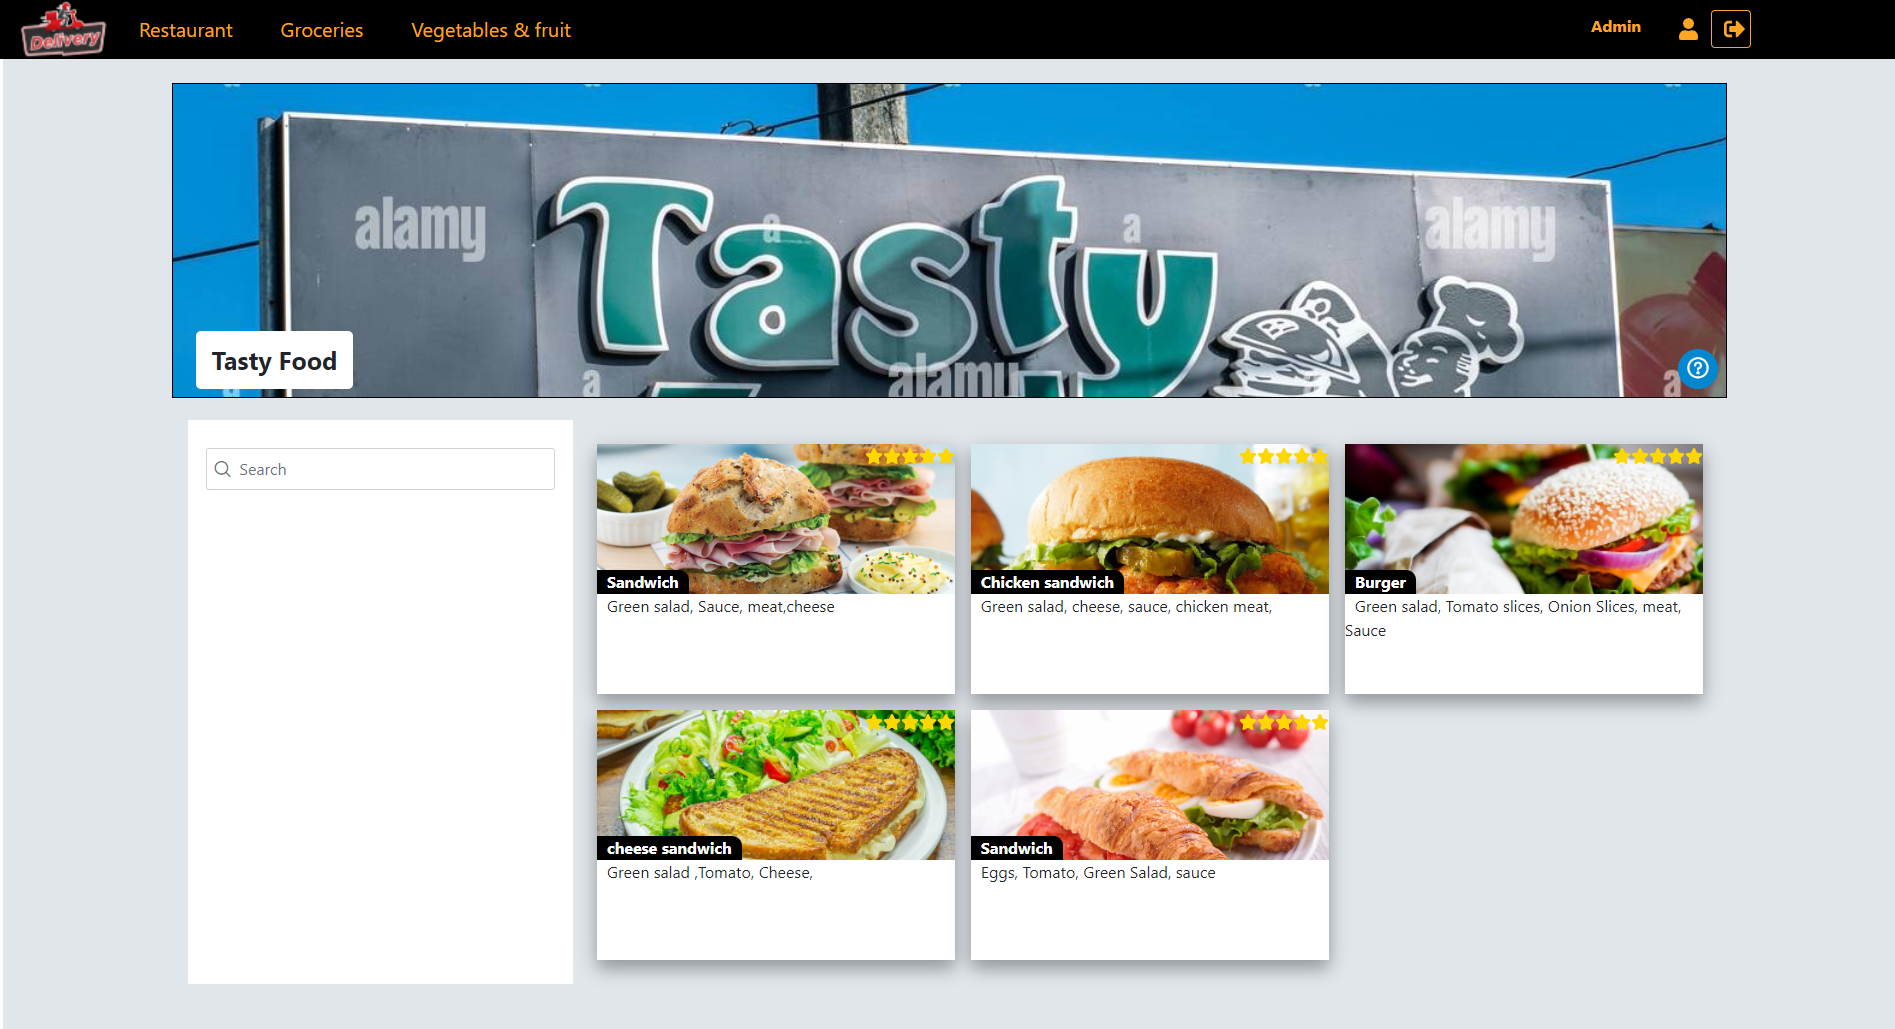 Delivery
Restaurant
Groceries
Vegetables & fruit
Admin
alamy
a
a
alamy
Tasty
Tasty Food
a
alamy
a
Search
Sandwich
Green salad, Sauce, meat,cheese
Chicken sandwich
Green salad, cheese, sauce, chicken meat,
Burger
Green salad, Tomato slices, Onion Slices, meat,
Sauce
cheese sandwich
Green salad ,Tomato, Cheese,
Sandwich
Eggs, Tomato, Green Salad, sauce